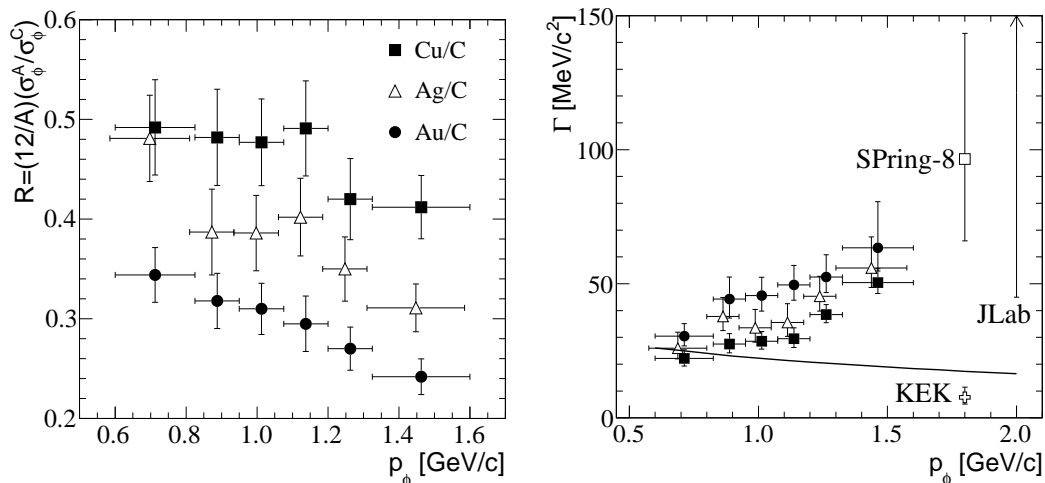 R=(12/A)(σ_ϕ^A/σ_ϕ^C)
0.6
0.5
0.4
0.3
0.2
Cu/C
Ag/C
Au/C
0.6 0.8 1.0 1.2 1.4 1.6
p_ϕ [GeV/c]
Γ [MeV/c²]
150
100
50
0
SPring-8
JLab
KEK
0.5 1.0 1.5 2.0
p_ϕ [GeV/c]